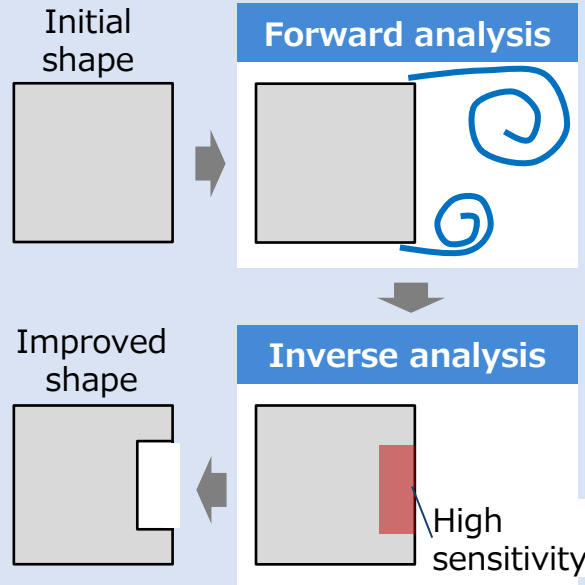 Initial
shape
Forward analysis
Inverse analysis
High
sensitivity
Improved
shape